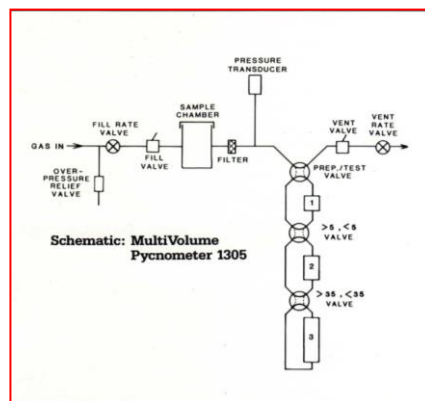 PRESSURE
TRANSDUCER
SAMPLE
CHAMBER
FILL RATE
VALVE
VENT
VALVE
VENT
RATE
VALVE
GAS IN
FILL
VALVE
FILTER
PREP./TEST
VALVE
OVER-
PRESSURE
RELIEF
VALVE
1
>5 , <5
VALVE
Schematic: MultiVolume
Pycnometer 1305
2
>35, <35
VALVE
3